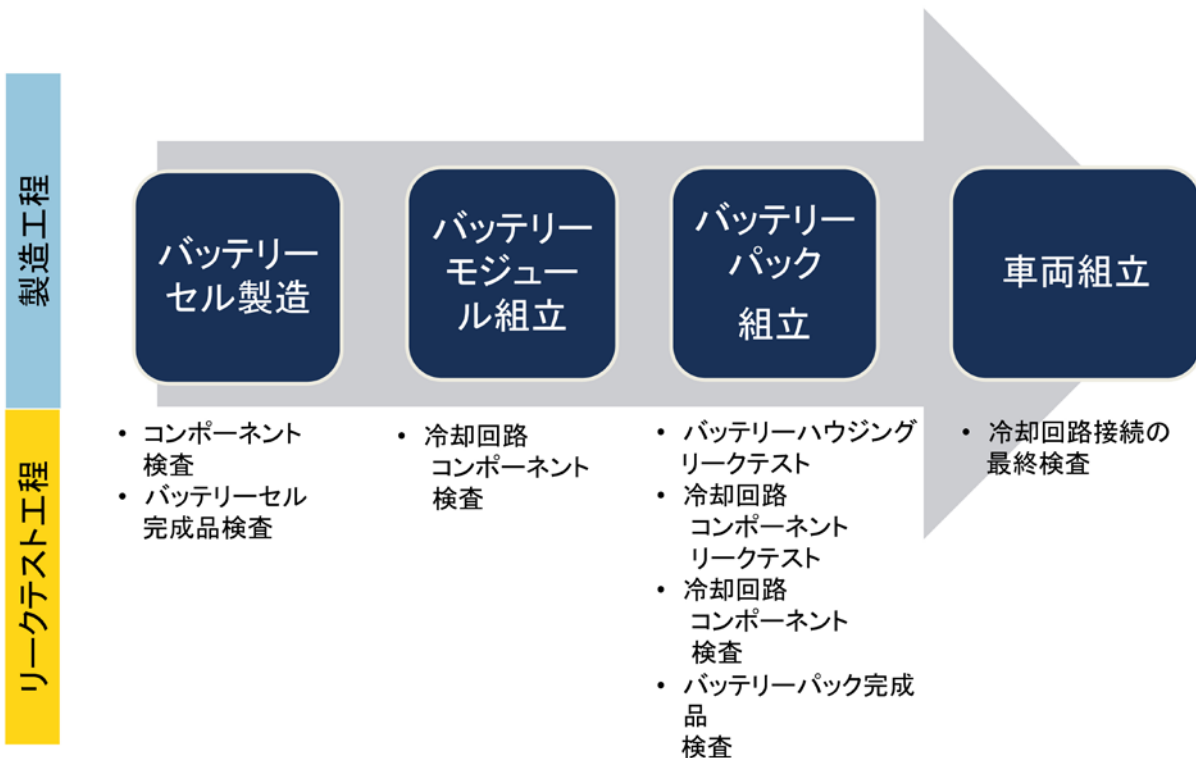 製造工程
バッテリー
セル製造
バッテリー
モジュー
ル組立
バッテリー
パック
組立
車両組立
リークテスト工程
• コンポーネント
検査
• バッテリーセル
完成品検査
• 冷却回路
コンポーネント
検査
• バッテリーハウジング
リークテスト
• 冷却回路
コンポーネント
リークテスト
• 冷却回路
コンポーネント
検査
• バッテリーパック完成
品
検査
• 冷却回路接続の
最終検査